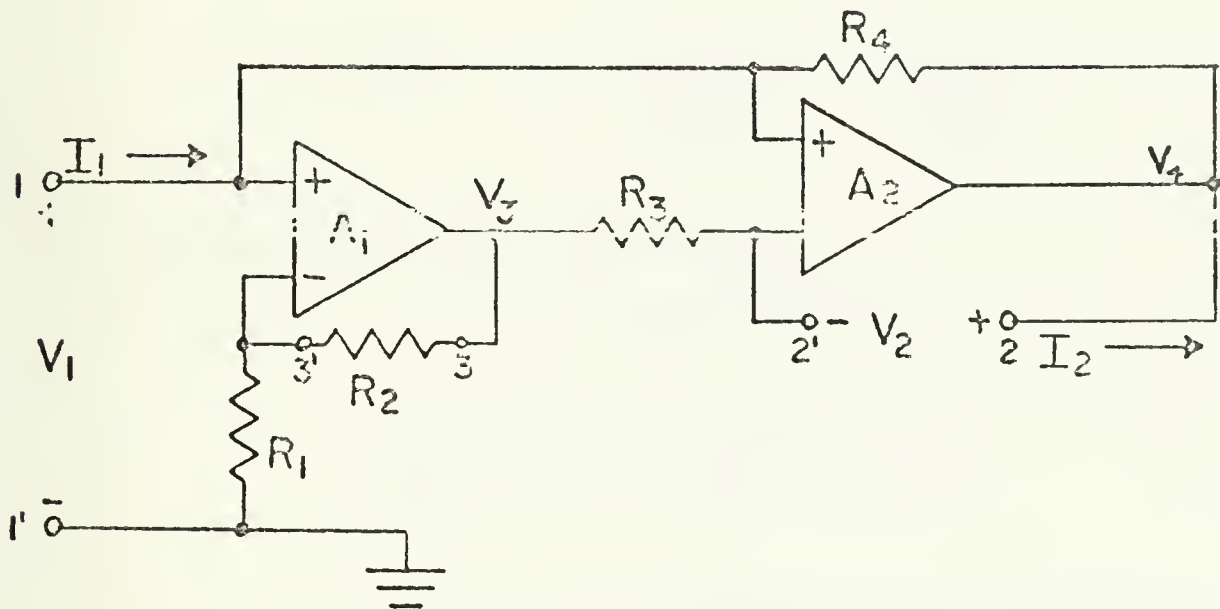 R4
1 I1 + A1 - V3 R3 + A2 V4
V1
3' R2 3
2' - V2 + 2 I2
R1
1' -